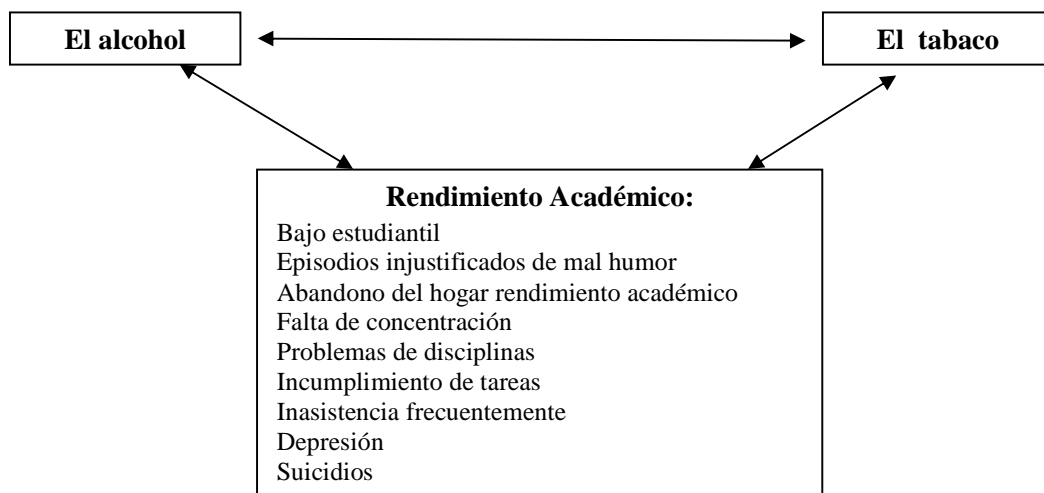 El alcohol
El tabaco
Rendimiento Académico:
Bajo estudiantil
Episodios injustificados de mal humor
Abandono del hogar rendimiento académico
Falta de concentración
Problemas de disciplinas
Incumplimiento de tareas
Inasistencia frecuentemente
Depresión
Suicidios